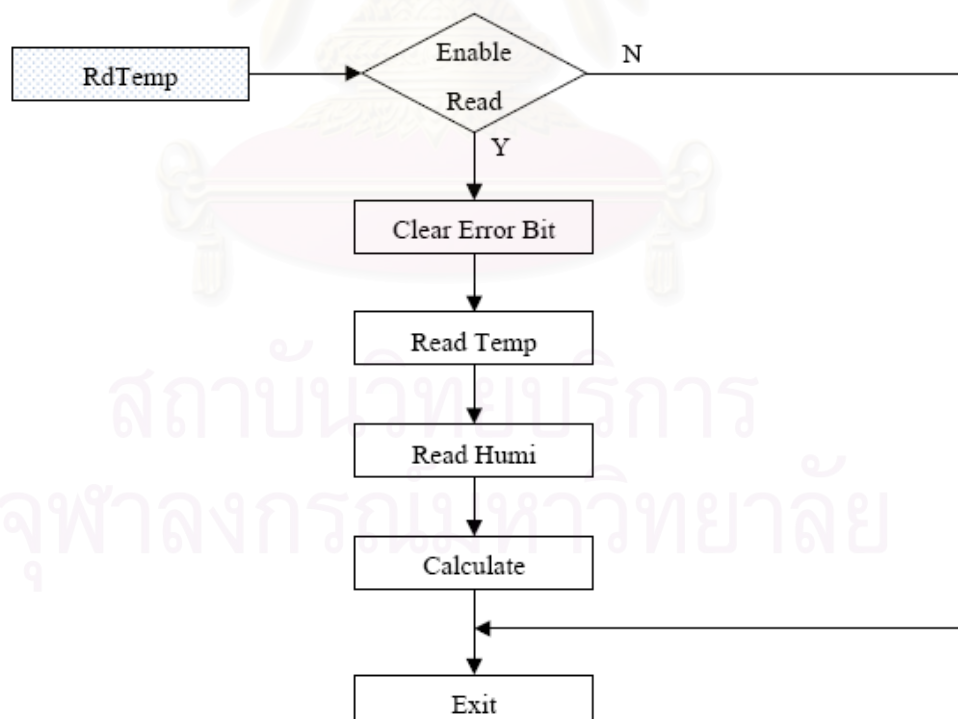 RdTemp
Enable
Read
N
Y
Clear Error Bit
Read Temp
Read Humi
Calculate
Exit
สถาบันวิทยบริการ
จุฬาลงกรณ์มหาวิทยาลัย